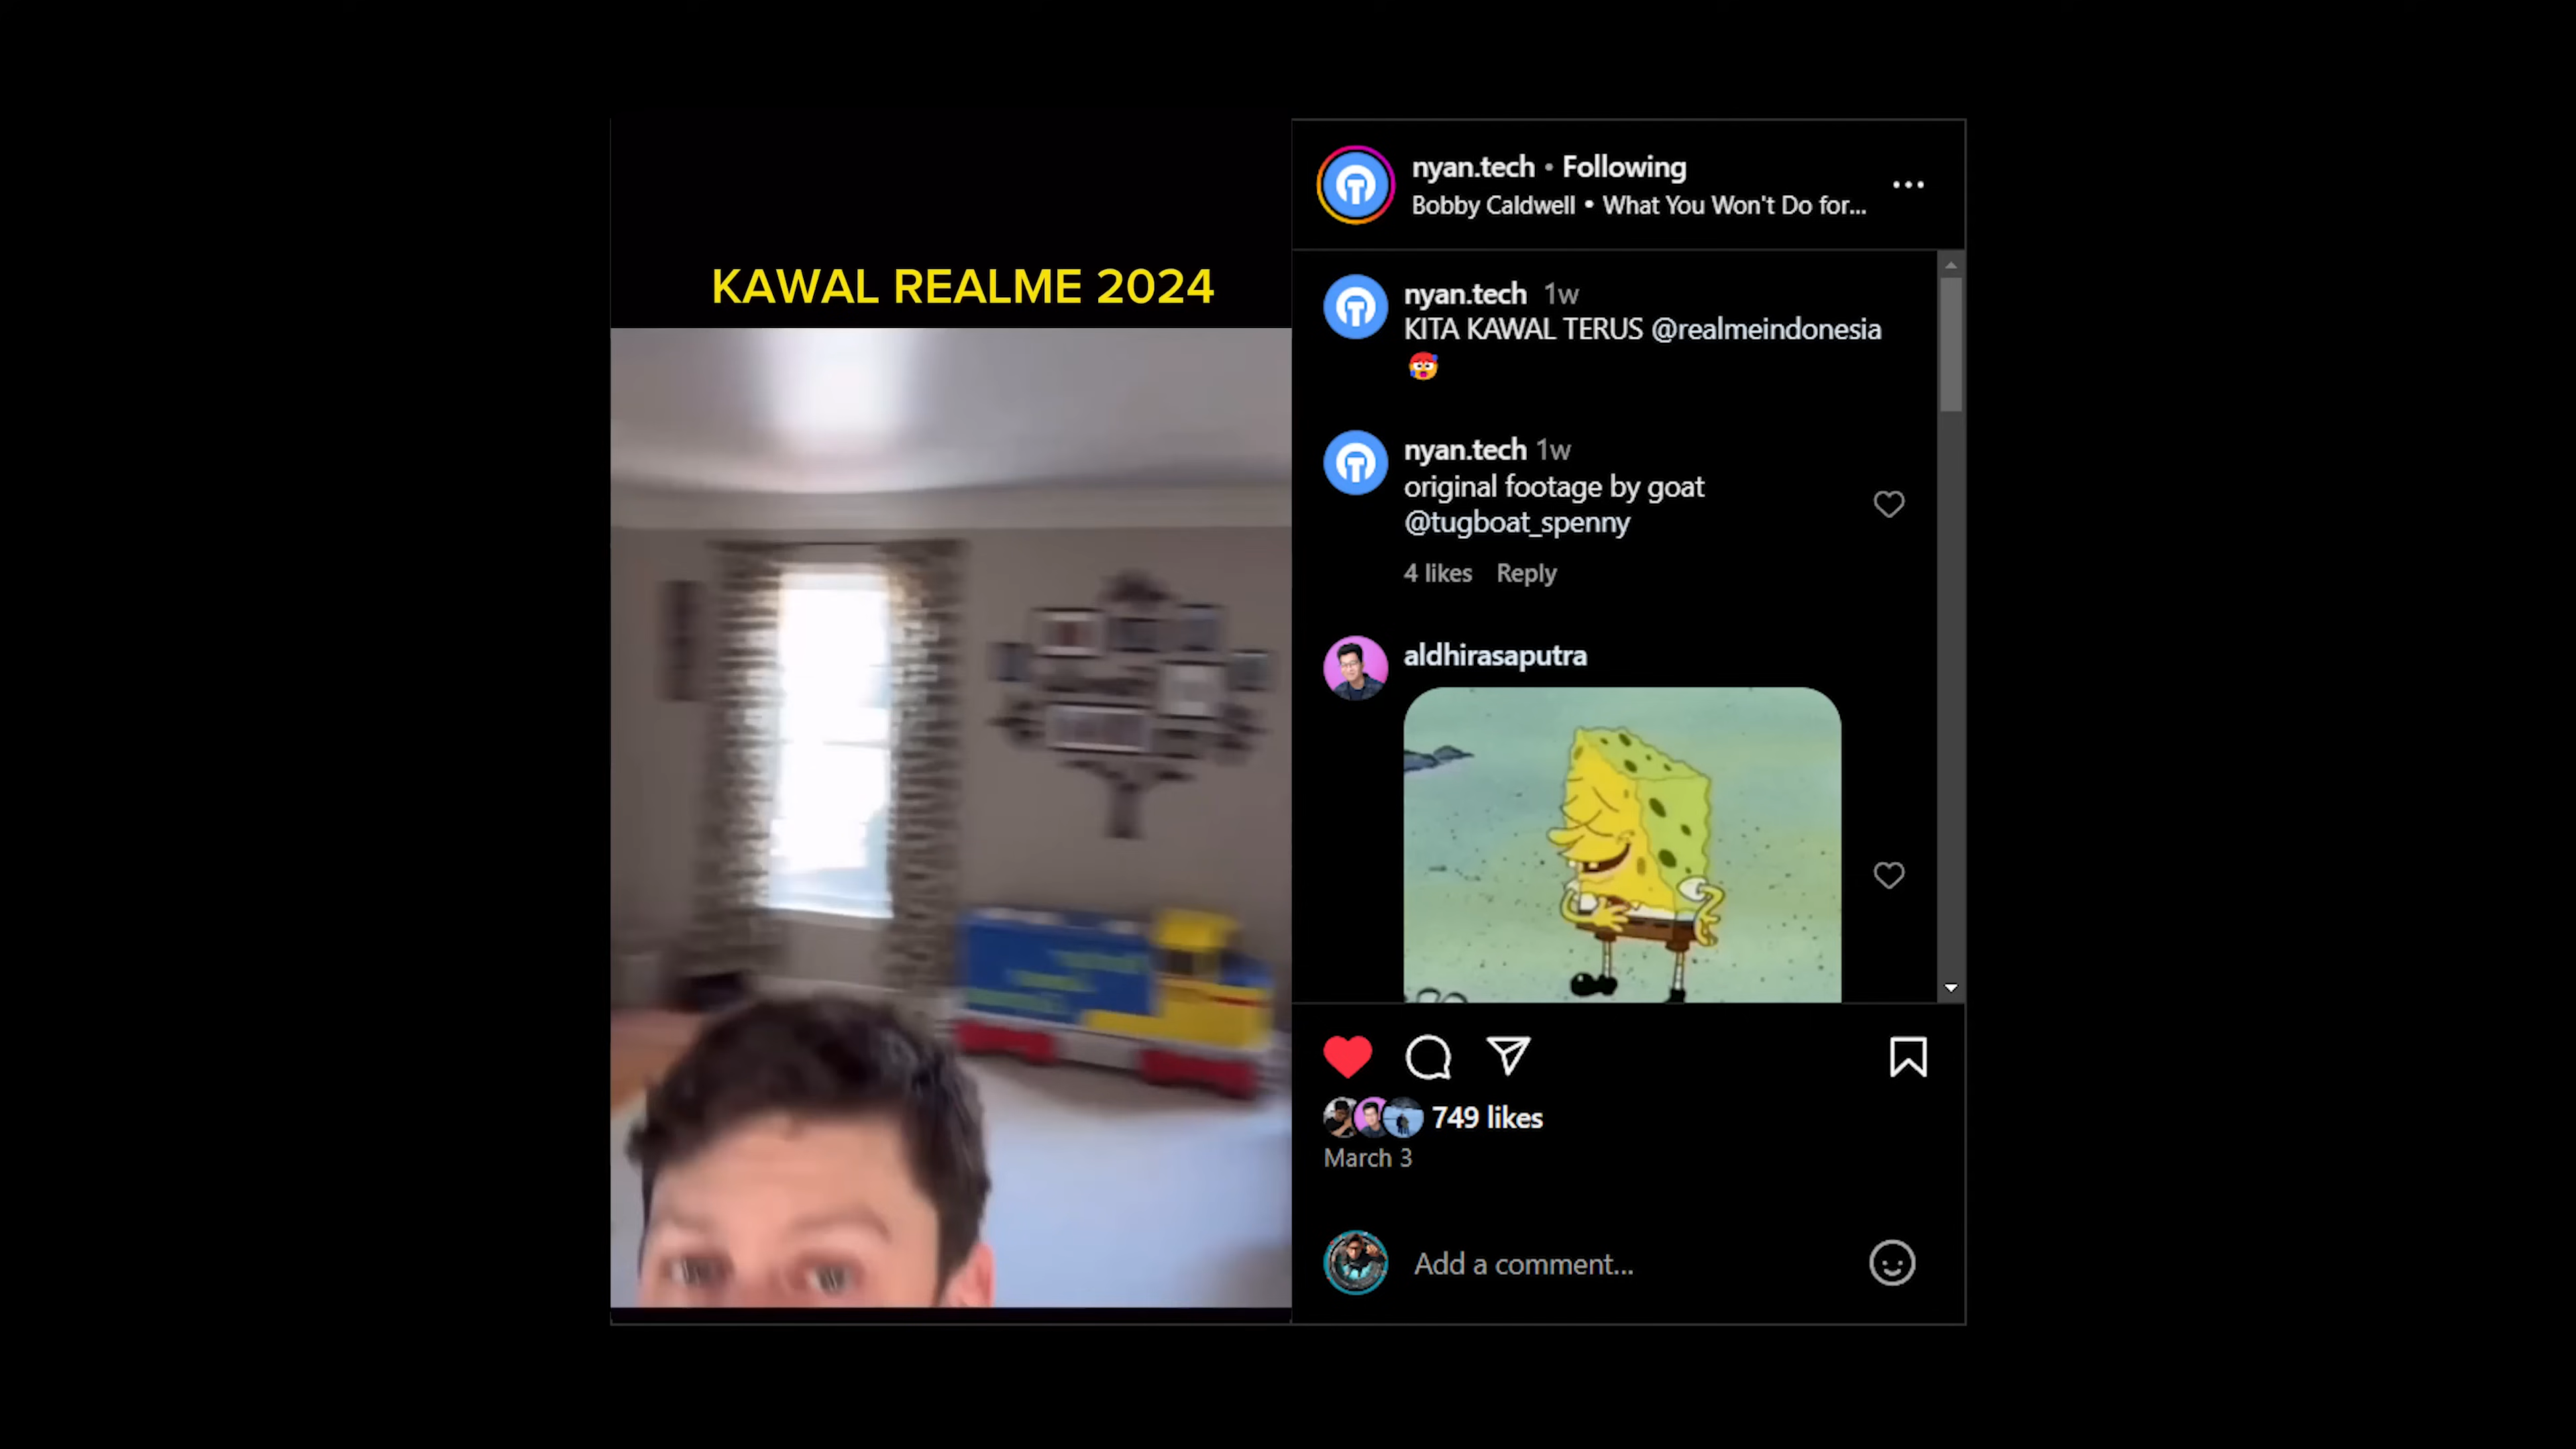 KAWAL REALME 2024
nyan.tech • Following
Bobby Caldwell • What You Won't Do for...
nyan.tech 1w
KITA KAWAL TERUS @realmeindonesia
nyan.tech 1w
original footage by goat
@tugboat_spenny
4 likes Reply
aldhirasaputra
749 likes
March 3
Add a comment...